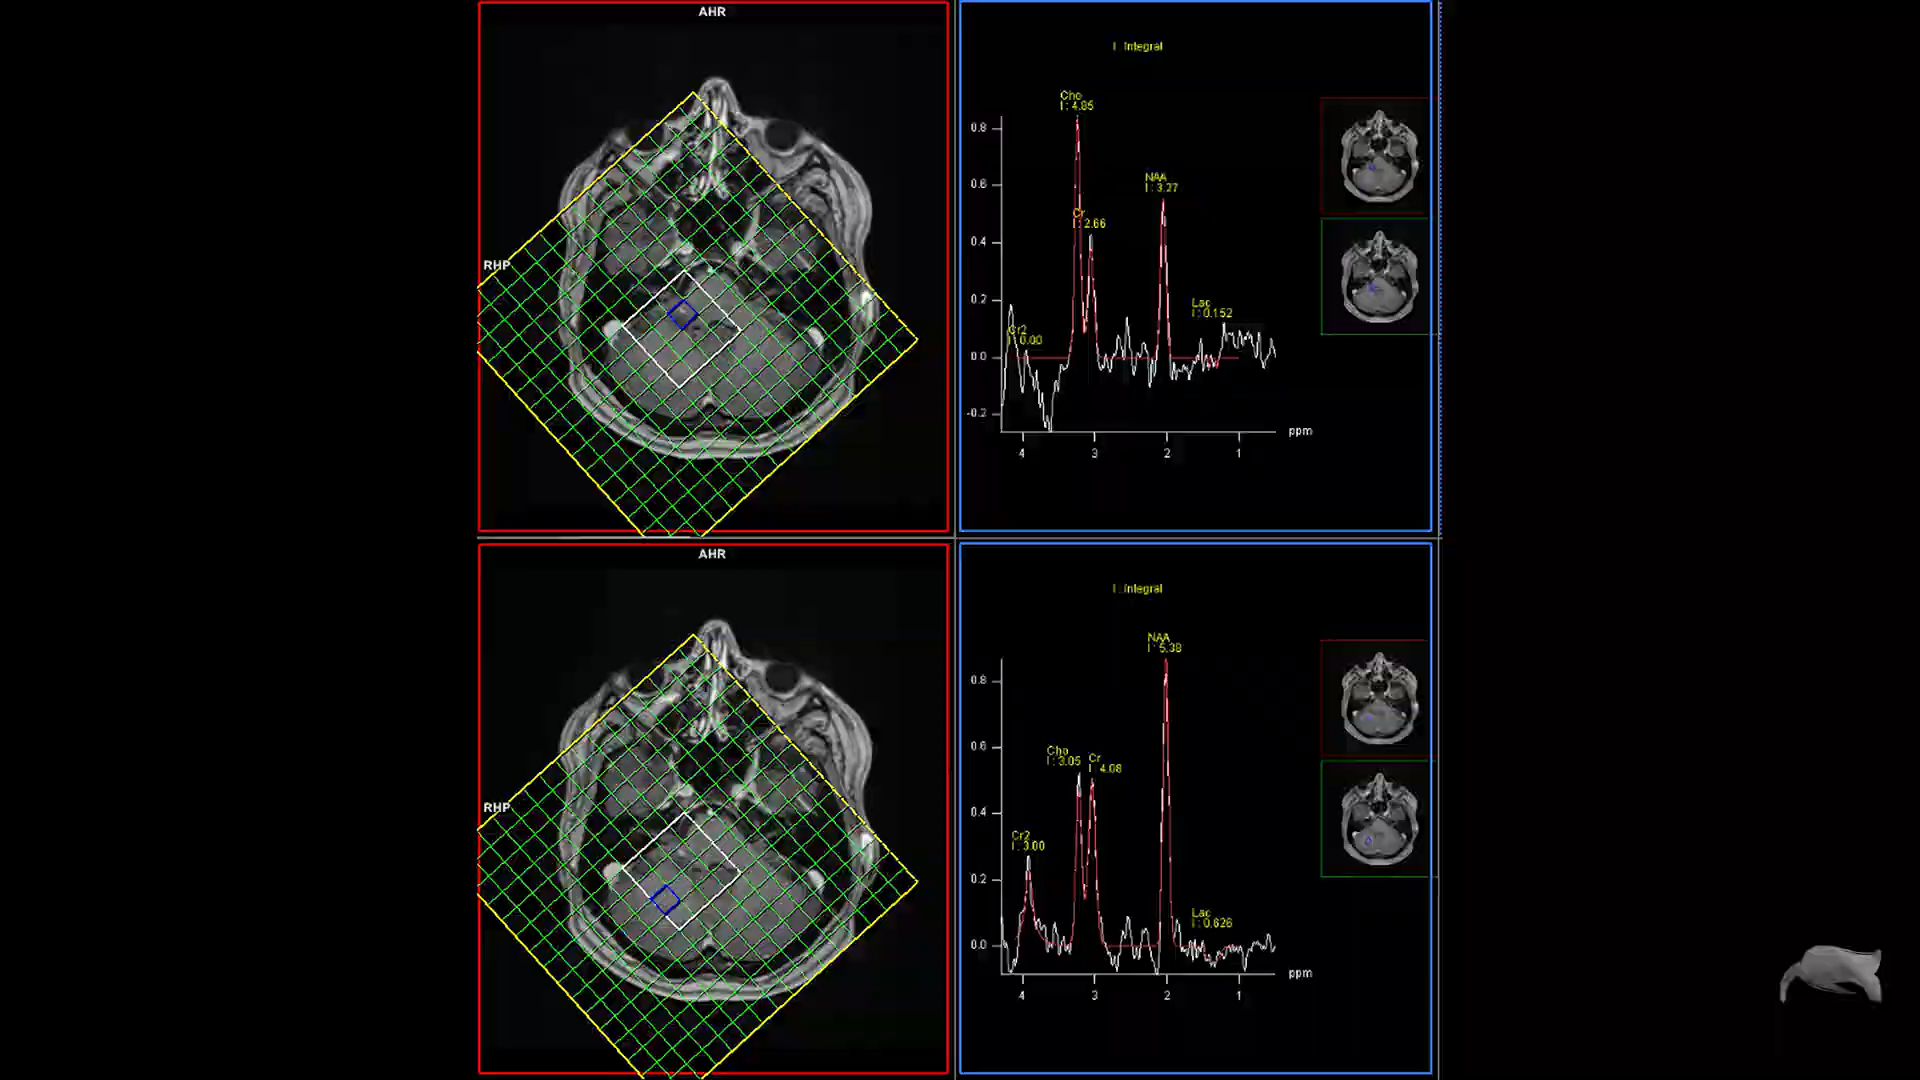 AHR
RHP
I : Integral
Cho
I : 4.85
NAA
I : 3.27
Cr
I : 2.66
Lac
I : 0.152
Cr2
I : 0.00
0.8
0.6
0.4
0.2
0.0
-0.2
ppm
4 3 2 1
AHR
RHP
I : Integral
NAA
I : 5.38
Cho
I : 3.05
Cr
I : 4.08
Cr2
I : 3.00
Lac
I : 0.626
0.8
0.6
0.4
0.2
0.0
ppm
4 3 2 1